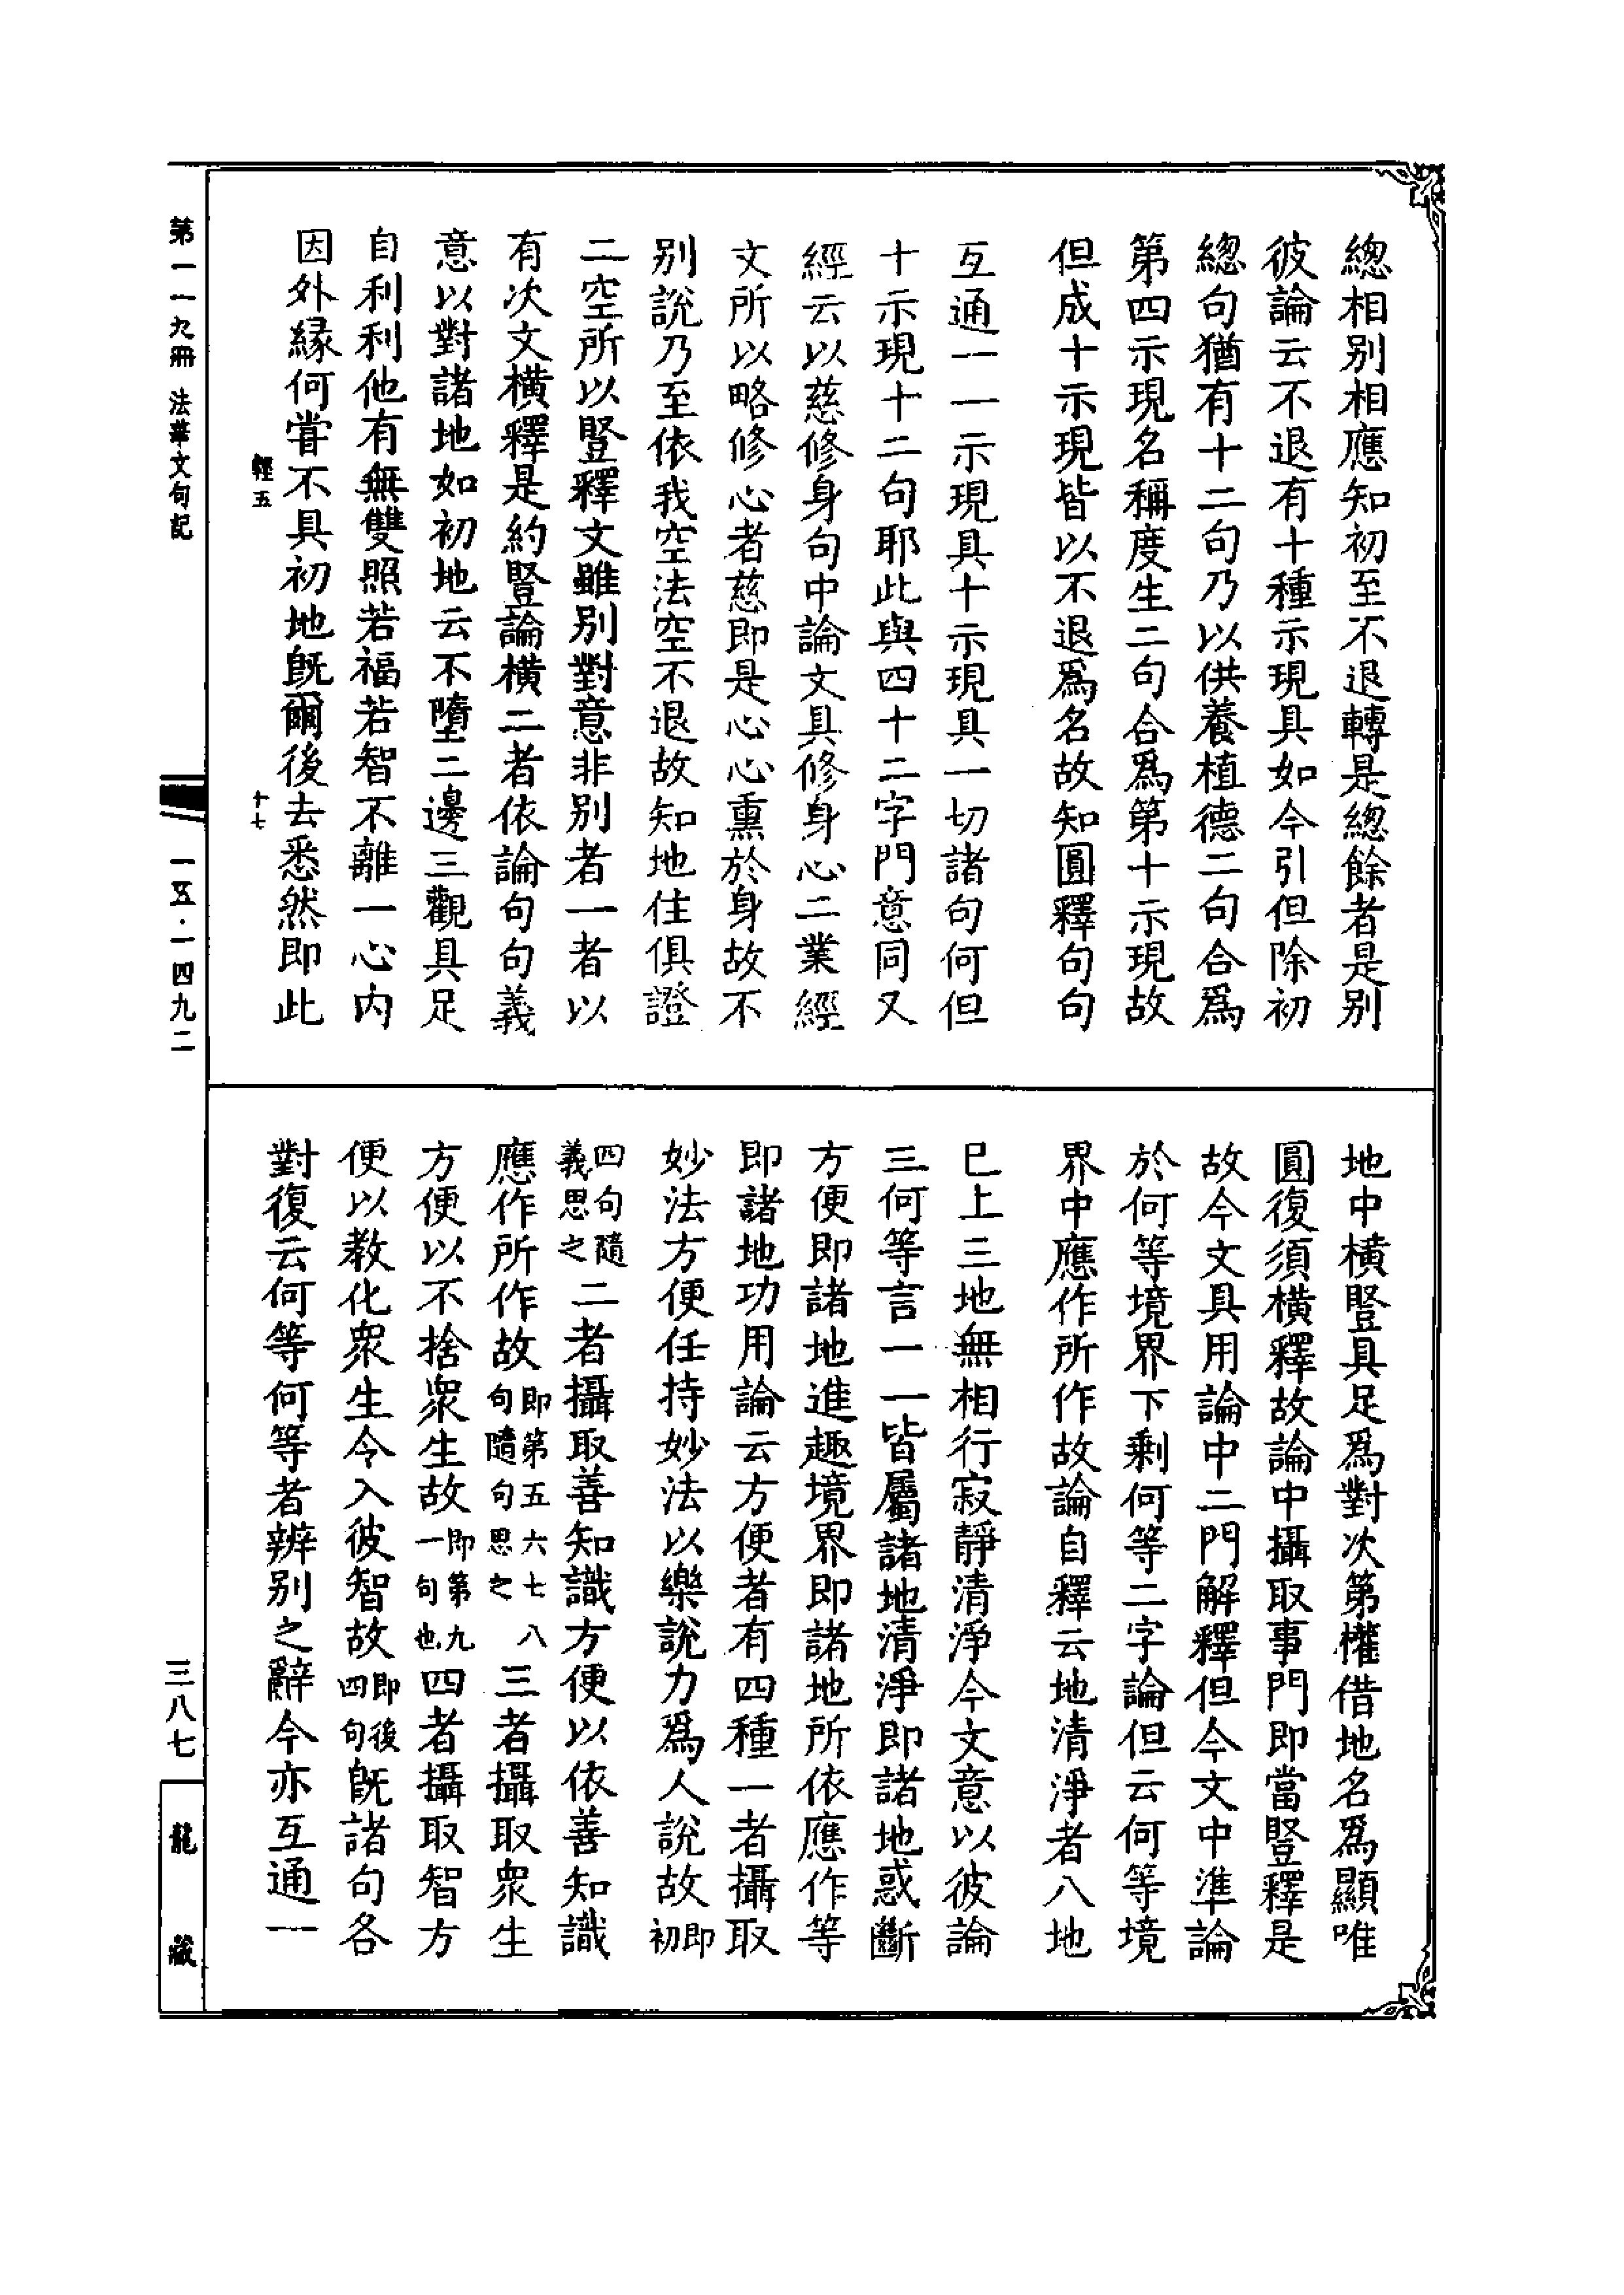 總相別相應知初至不退轉是總餘者是別
彼論云不退有十種示現具如今引但除初
總句猶有十二句乃以供養植德二句合爲
第四示現名稱度生二句合爲第十示現故
但成十示現皆以不退爲名故知圓釋句句
互通一一示現具十示現具一切諸句何但
十示現十二句耶此與四十二字門意同又
經云以慈修身句中論文具修身心二業經
文所以略修心者慈即是心心熏於身故不
別說乃至依我空法空不退故知地住俱證
二空所以豎釋文雖別對意非別者一者以
有次文橫釋是約豎論橫二者依論句句義
意以對諸地如初地云不墮二邊三觀具足
自利利他有無雙照若福若智不離一心内
因外緣何甞不具初地旣爾後去悉然即此
地中橫豎具足爲對次第權借地名爲顯唯
圓復須橫釋故論中攝取事門即當豎釋是
故今文具用論中二門解釋但今文中準論
於何等境界下剩何等二字論但云何等境
界中應作所作故論自釋云地清淨者八地
巳上三地無相行寂靜清淨今文意以彼論
三何等言一一皆屬諸地清淨即諸地惑斷
方便即諸地進趣境界即諸地所依應作等
即諸地功用論云方便者有四種一者攝取
妙法方便任持妙法以樂說力爲人說故即初
四句隨義思之二者攝取善知識方便以依善知識
應作所作故即第五六七八句隨句思之三者攝取衆生
方便以不捨衆生故即第九一句也四者攝取智方
便以教化衆生令入彼智故即後四句旣諸句各
對復云何等何等者辨別之辭今亦互通一
輕五
十七
第一一九冊 法華文句記
一五·一四九二
三八七
龍藏